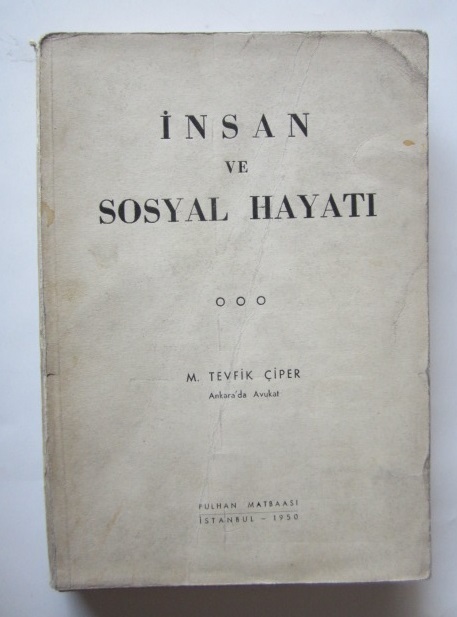 İNSAN
VE
SOSYAL HAYATI
M. TEVFİK ÇİPER
Ankara'da Avukat
PULHAN MATBAASI
İSTANBUL – 1950